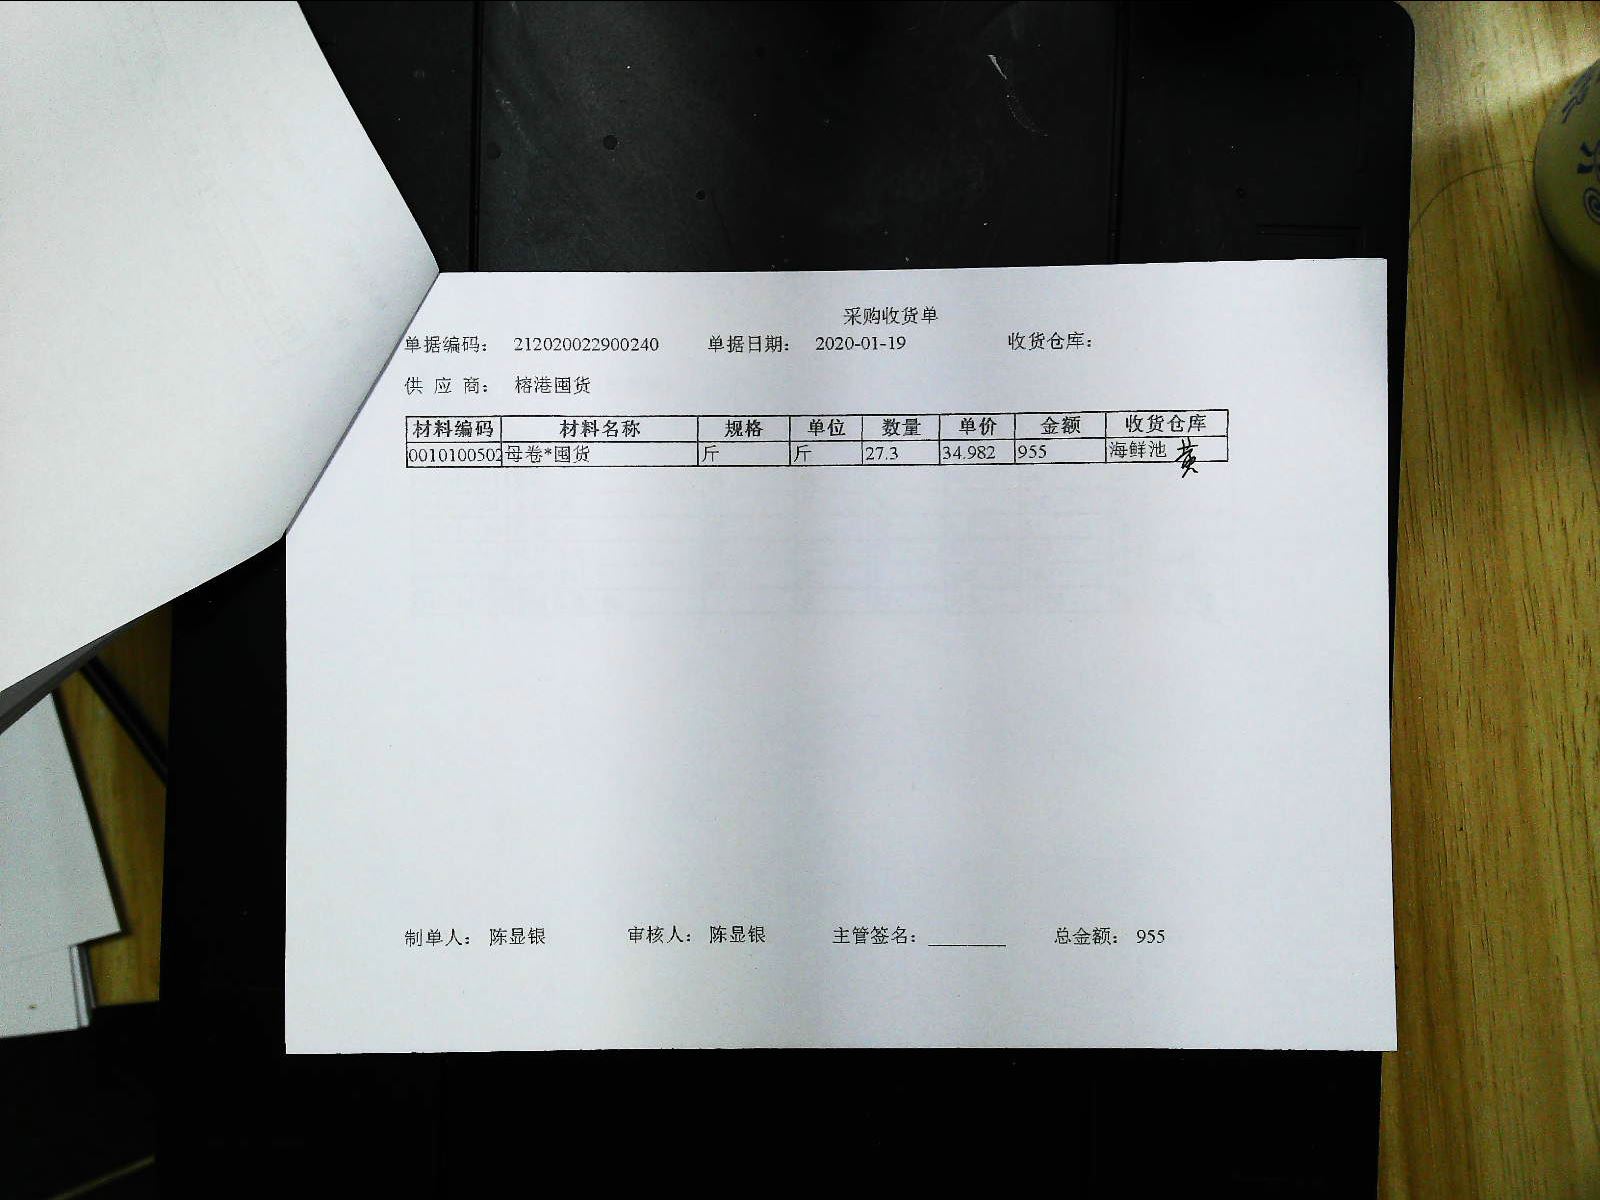 采购收货单
单据编码： 212020022900240 单据日期： 2020-01-19 收货仓库：
供 应 商： 榕港囤货
材料编码 材料名称 规格 单位 数量 单价 金额 收货仓库
0010100502 母卷*囤货 斤 斤 27.3 34.982 955 海鲜池 黄
制单人： 陈显银 审核人： 陈显银 主管签名： 总金额： 955